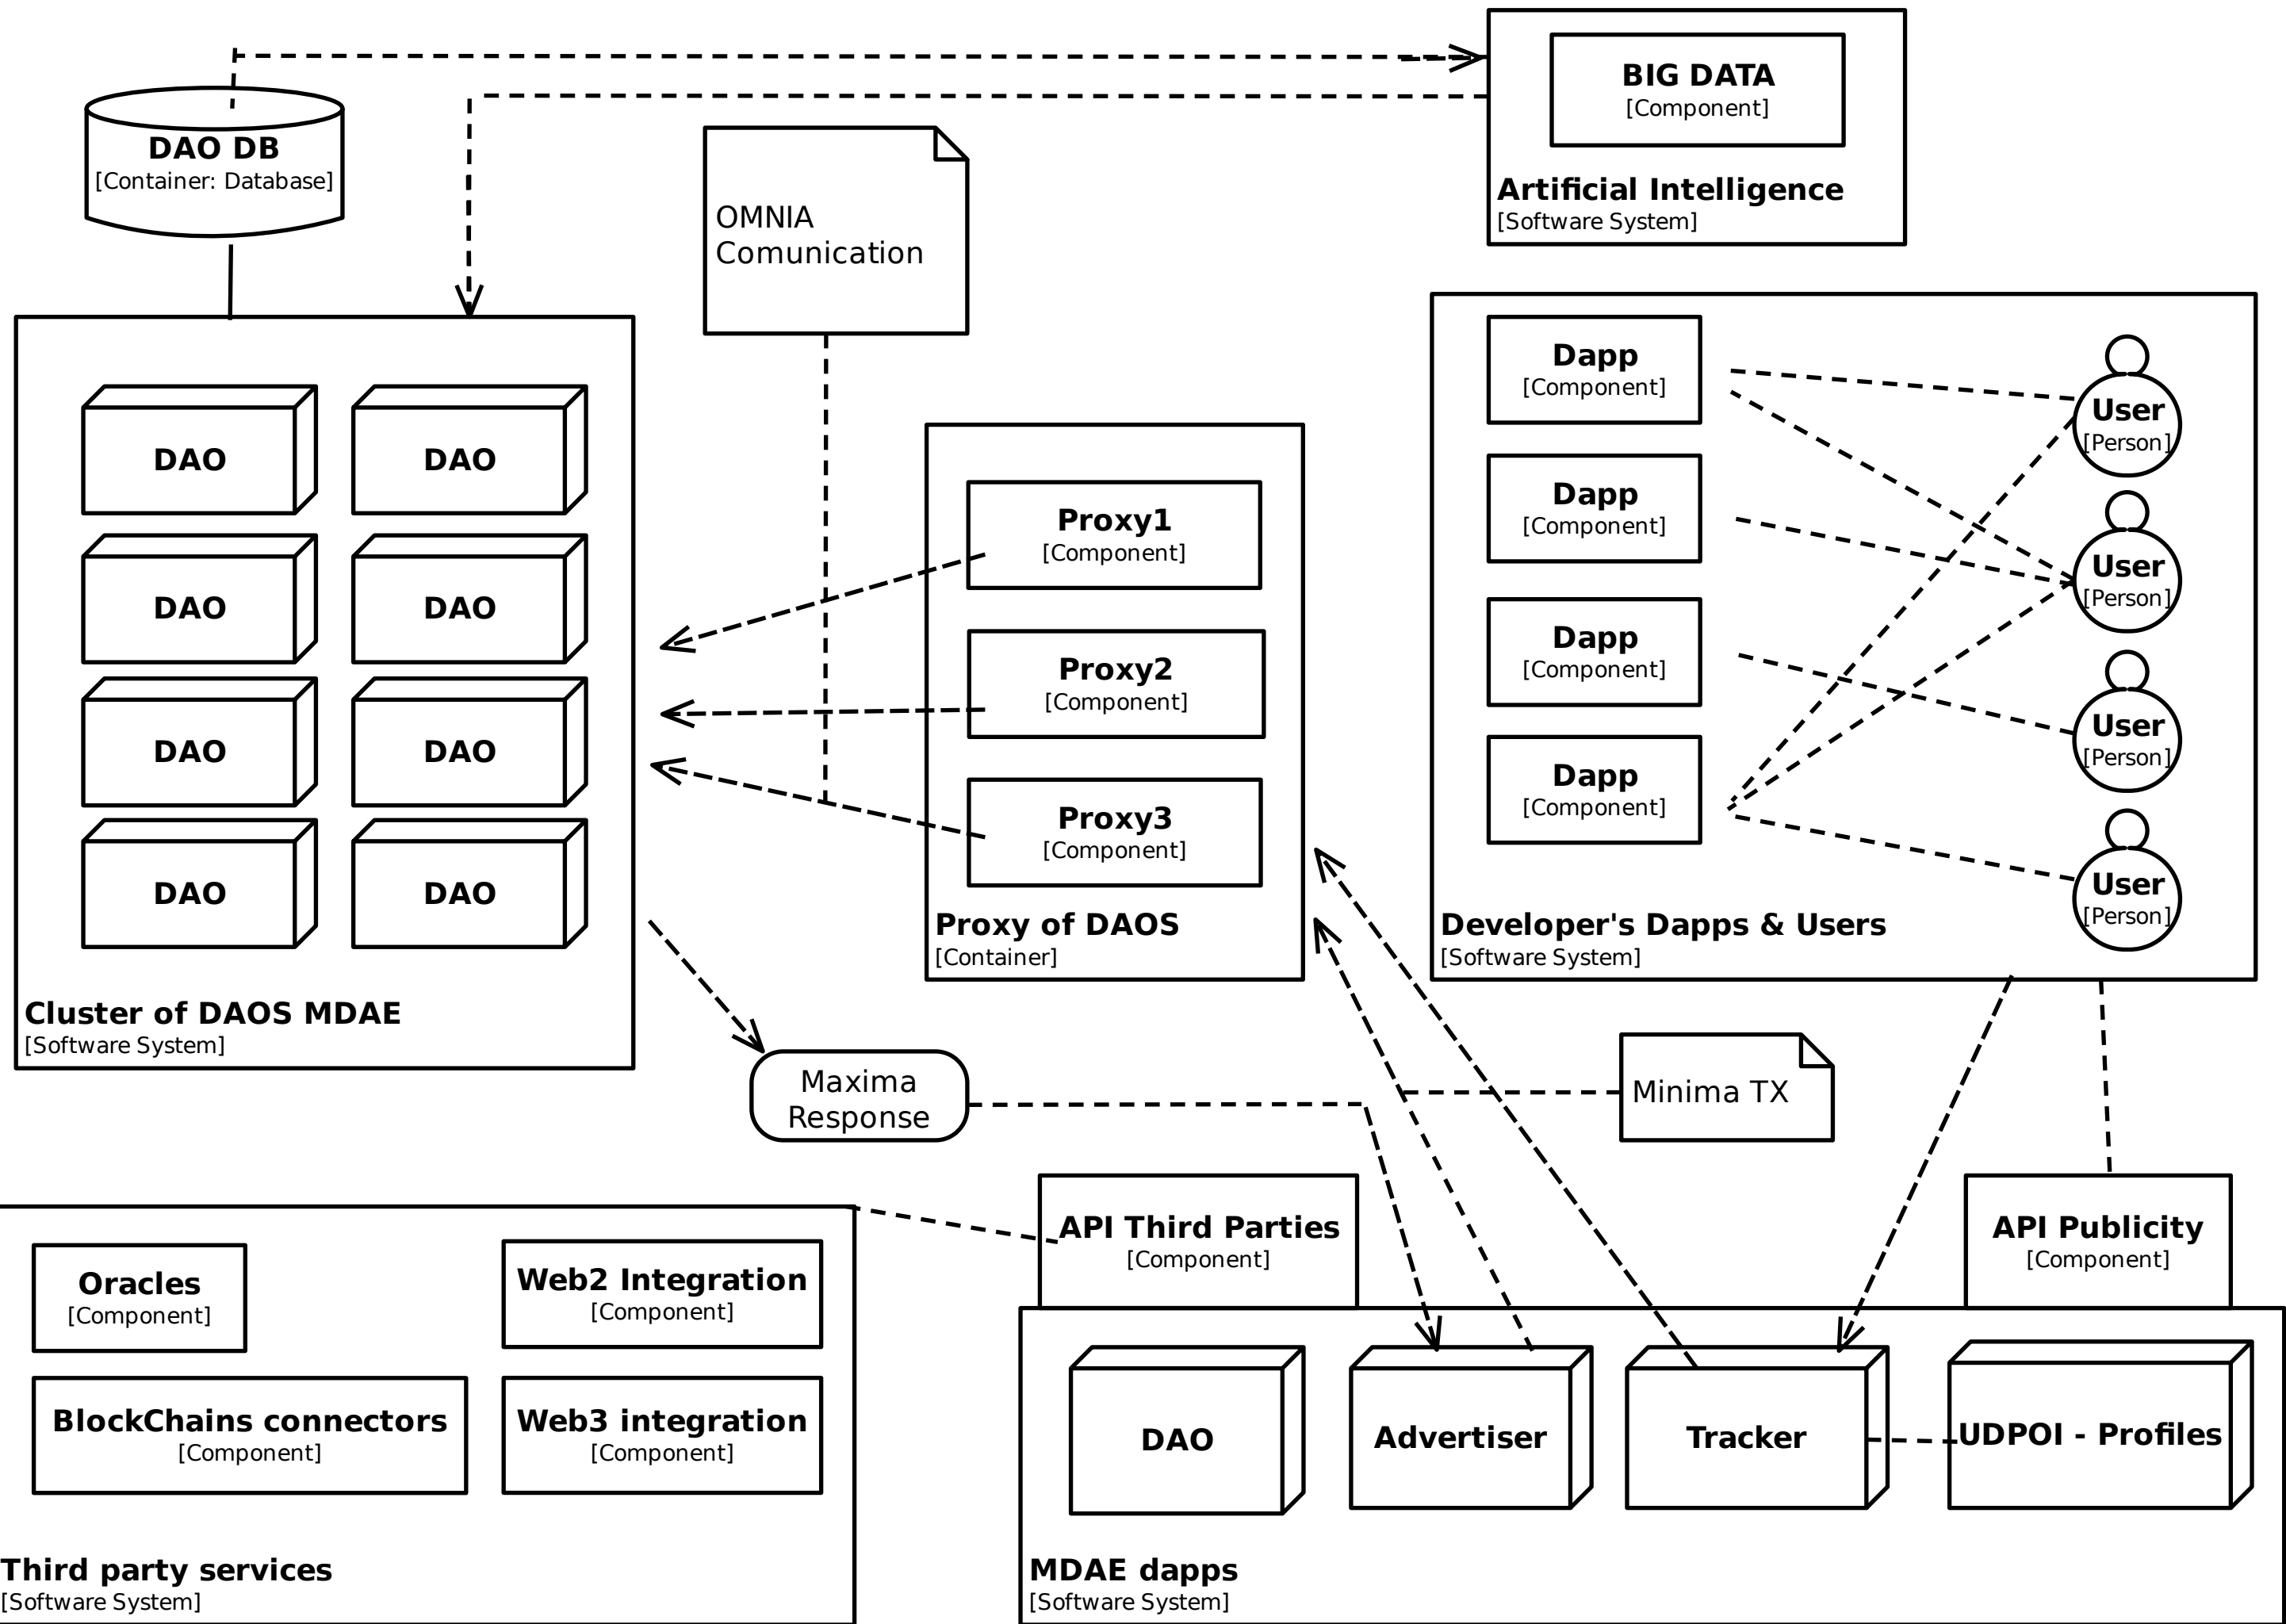 BIG DATA
[Component]
Artificial Intelligence
[Software System]
DAO DB
[Container: Database]
OMNIA
Comunication
DAO
DAO
DAO
DAO
DAO
DAO
DAO
DAO
Cluster of DAOS MDAE
[Software System]
Proxy1
[Component]
Proxy2
[Component]
Proxy3
[Component]
Proxy of DAOS
[Container]
Dapp
[Component]
Dapp
[Component]
Dapp
[Component]
Dapp
[Component]
User
[Person]
User
[Person]
User
[Person]
User
[Person]
Developer's Dapps & Users
[Software System]
Maxima
Response
Minima TX
API Third Parties
[Component]
API Publicity
[Component]
Oracles
[Component]
Web2 Integration
[Component]
BlockChains connectors
[Component]
Web3 integration
[Component]
Third party services
[Software System]
DAO
Advertiser
Tracker
UDPOI - Profiles
MDAE dapps
[Software System]